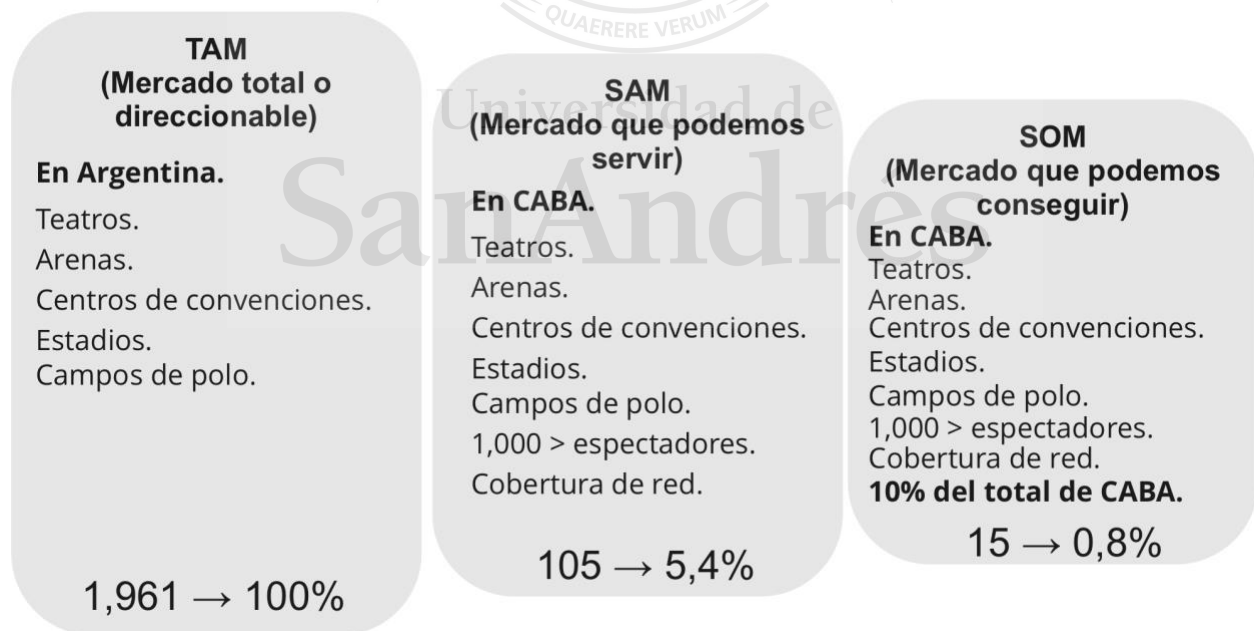 QUAERERE VERUM
Universidad de
SanAndrés
TAM
(Mercado total o
direccionable)
En Argentina.
Teatros.
Arenas.
Centros de convenciones.
Estadios.
Campos de polo.
1,961 → 100%
SAM
(Mercado que podemos
servir)
En CABA.
Teatros.
Arenas.
Centros de convenciones.
Estadios.
Campos de polo.
1,000 > espectadores.
Cobertura de red.
105 → 5,4%
SOM
(Mercado que podemos
conseguir)
En CABA.
Teatros.
Arenas.
Centros de convenciones.
Estadios.
Campos de polo.
1,000 > espectadores.
Cobertura de red.
10% del total de CABA.
15 → 0,8%